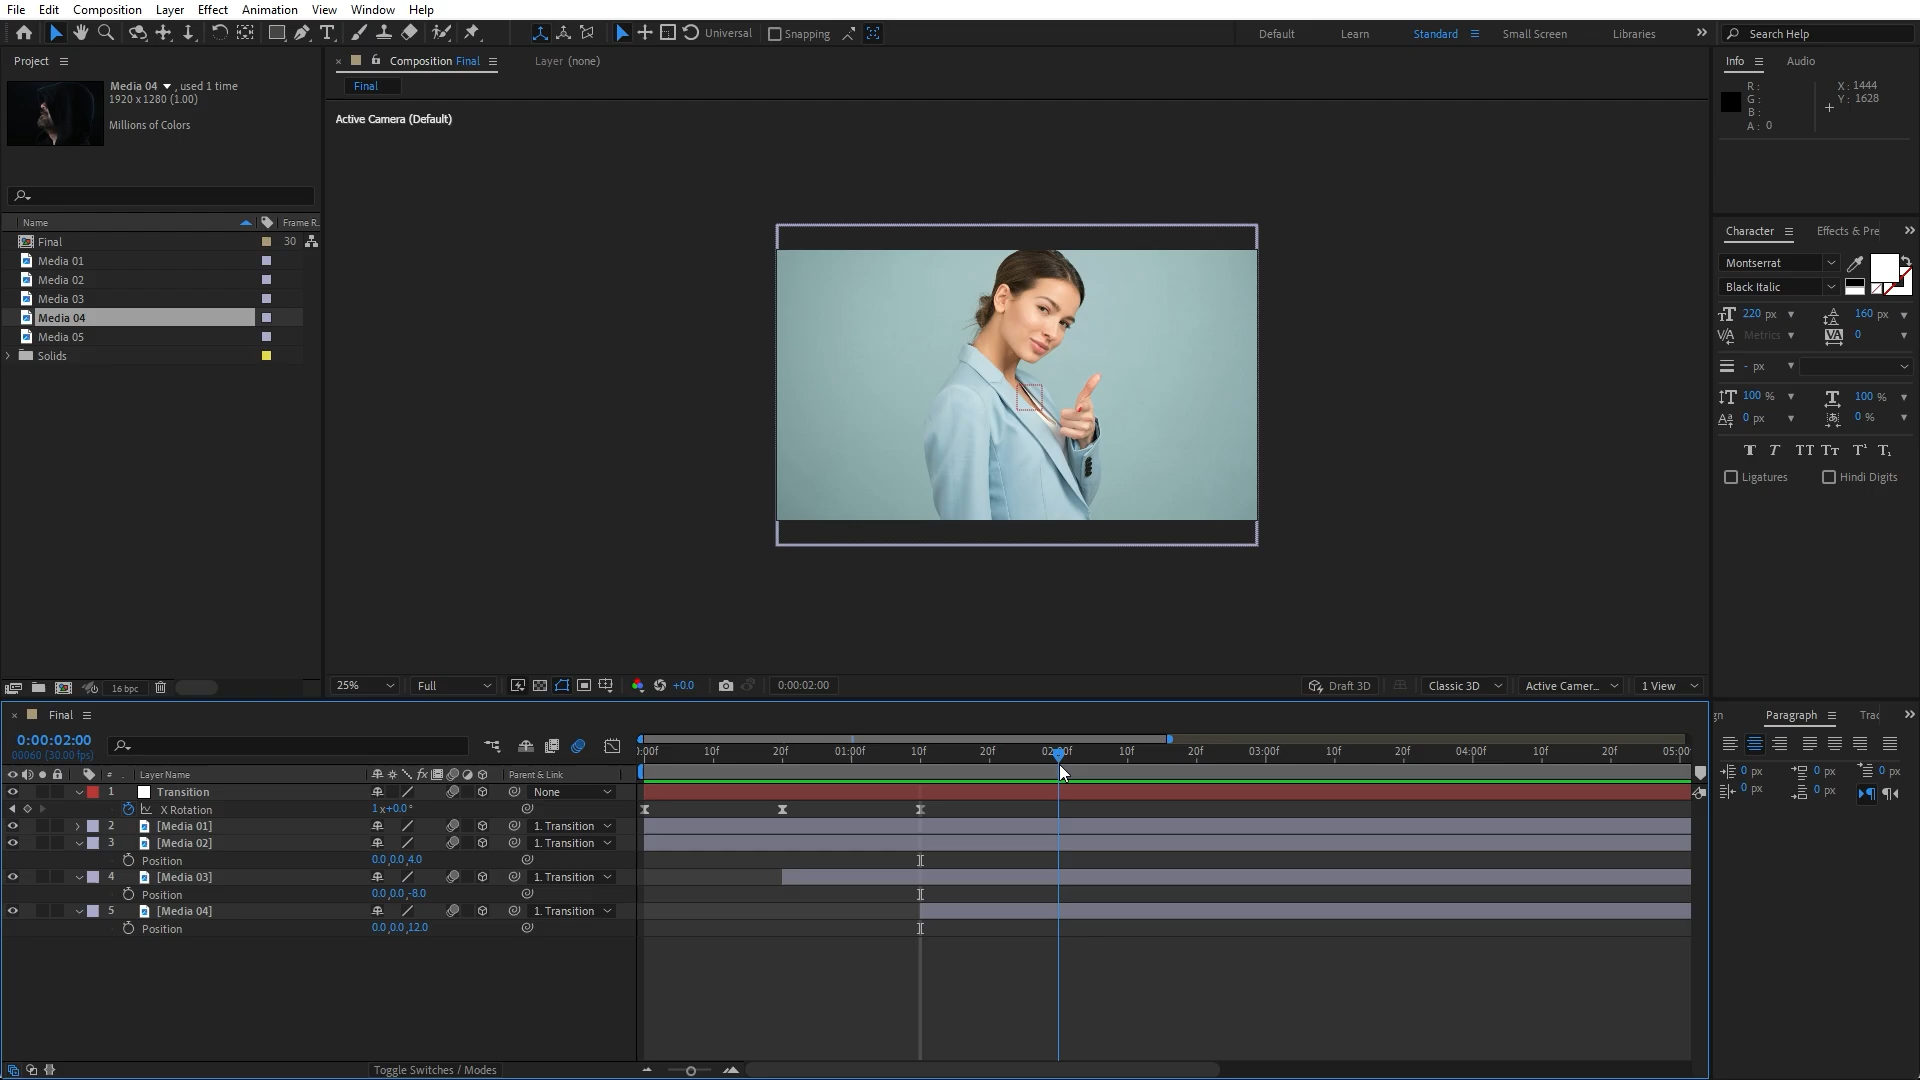 File Edit Composition Layer Effect Animation View Window Help
Universal Snapping Default Learn Standard Small Screen Libraries Search Help
Project
Media 04 , used 1 time
1920 x 1280 (1.00)
Millions of Colors
Name Frame R..
Final 30
Media 01
Media 02
Media 03
Media 04
Media 05
Solids
16 bpc
Composition Final Layer (none)
Final
Active Camera (Default)
25% Full +0.0 0:00:02:00 Draft 3D Classic 3D Active Camer... 1 View
Info Audio
R: X: 1444
G: Y: 1628
B:
A: 0
Character Effects & Pre
Montserrat
Black Italic
220 px 160 px
Metrics 0
- px
100 % 100 %
0 px 0 %
T T TT Tt T¹ T₁
Ligatures Hindi Digits
gn Paragraph Trac
0 px 0 px 0 px
0 px 0 px
Final
0:00:02:00
00060 (30.00 fps)
):00f 10f 20f 01:00f 10f 20f 02:00f 10f 20f 03:00f 10f 20f 04:00f 10f 20f 05:00
# Layer Name fx Parent & Link
1 Transition None
X Rotation 1x+0.0°
2 [Media 01] 1. Transition
3 [Media 02] 1. Transition
Position 0.0,0.0,4.0
4 [Media 03] 1. Transition
Position 0.0,0.0,-8.0
5 [Media 04] 1. Transition
Position 0.0,0.0,12.0
Toggle Switches / Modes